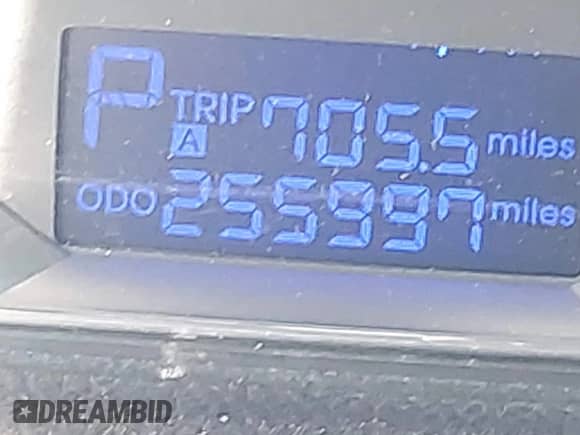 P TRIP A 705.5 miles
ODO 255997 miles
DREAMBID